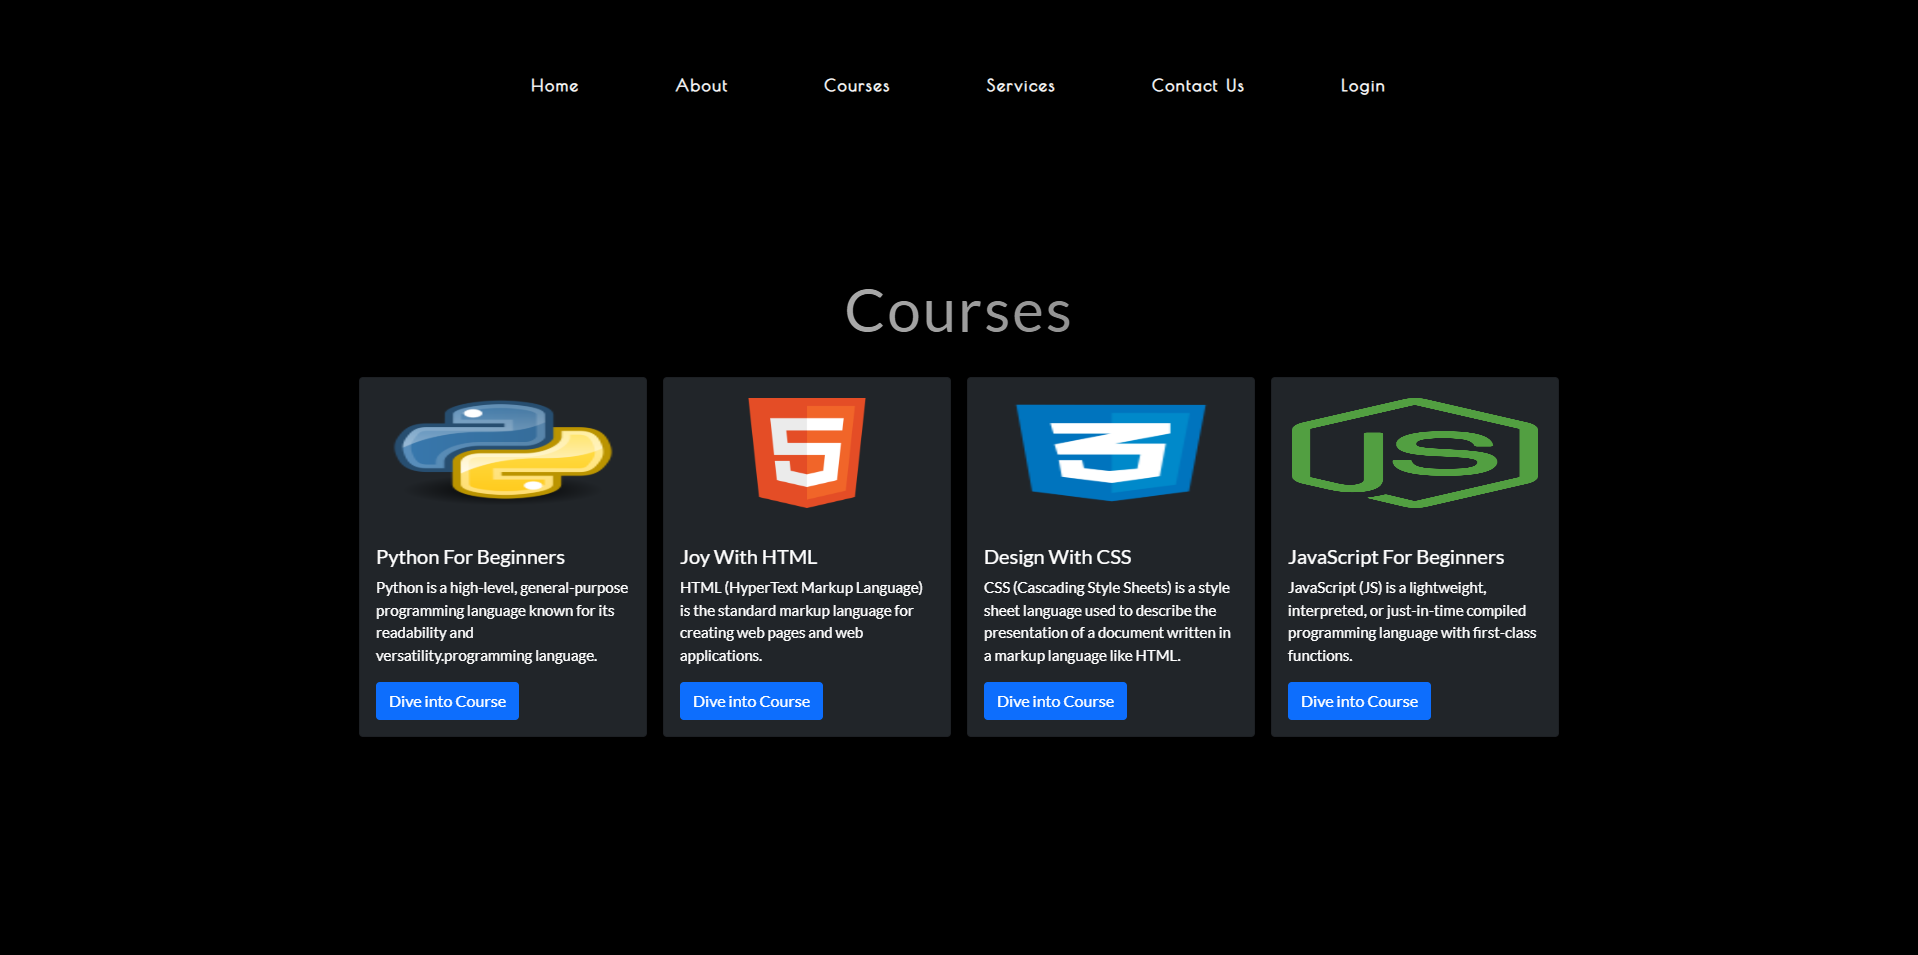 Home About Courses Services Contact Us Login
Courses
Python For Beginners
Python is a high-level, general-purpose
programming language known for its
readability and
versatility.programming language.
Dive into Course
Joy With HTML
HTML (HyperText Markup Language)
is the standard markup language for
creating web pages and web
applications.
Dive into Course
Design With CSS
CSS (Cascading Style Sheets) is a style
sheet language used to describe the
presentation of a document written in
a markup language like HTML.
Dive into Course
JS
JavaScript For Beginners
JavaScript (JS) is a lightweight,
interpreted, or just-in-time compiled
programming language with first-class
functions.
Dive into Course